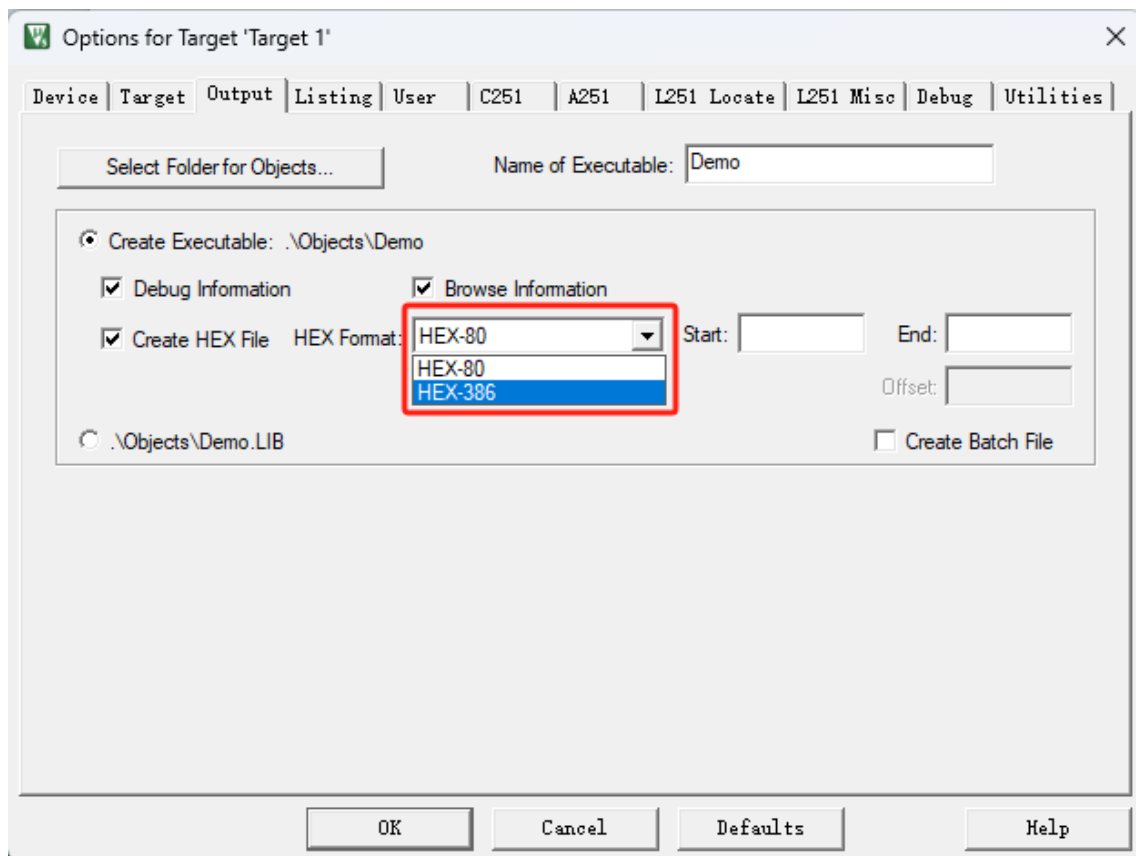 Options for Target 'Target 1'
Device Target Output Listing User C251 A251 L251 Locate L251 Misc Debug Utilities
Select Folder for Objects... Name of Executable: Demo
Create Executable: .\Objects\Demo
Debug Information Browse Information
Create HEX File HEX Format: HEX-80 Start: End:
HEX-80
HEX-386 Offset:
.\Objects\Demo.LIB Create Batch File
OK Cancel Defaults Help